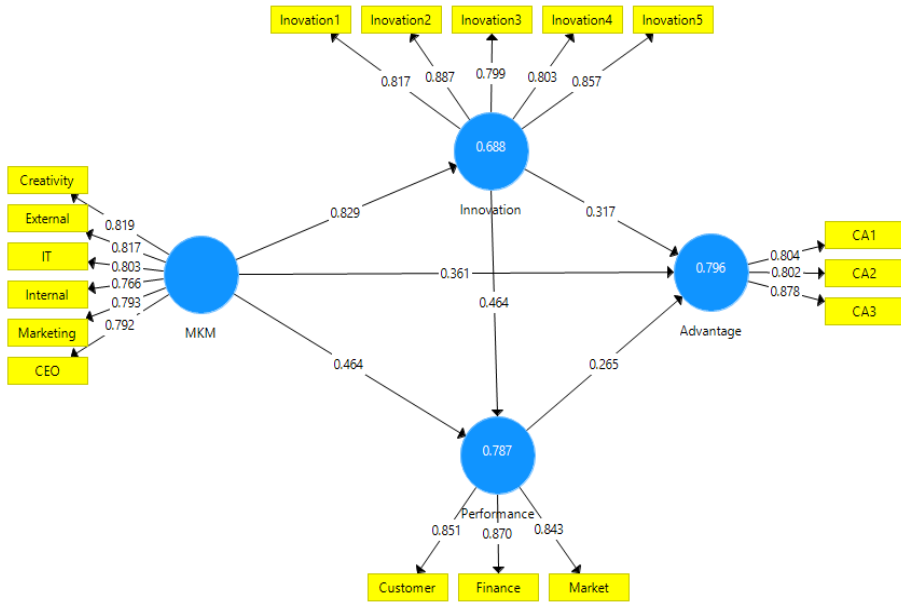 Inovation1 Inovation2 Inovation3 Inovation4 Inovation5
0.817 0.887 0.799 0.803 0.857
0.688
Innovation
Creativity
External
IT
Internal
Marketing
CEO
0.819
0.817
0.803
0.766
0.793
0.792
MKM
0.829
0.317
0.361
0.464
0.464
0.265
0.796
Advantage
0.804
0.802
0.878
CA1
CA2
CA3
0.787
Performance
0.851 0.870 0.843
Customer Finance Market